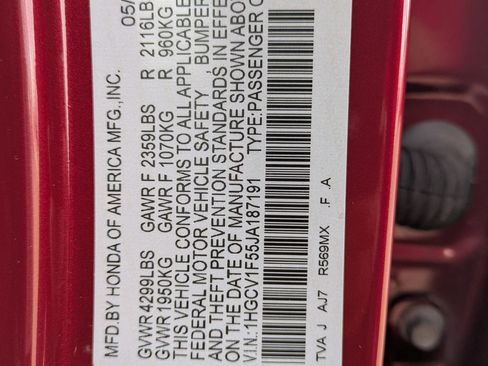 MFD.BY HONDA OF AMERICA MFG.,INC. 05/
GVWR 4299LBS GAWR F 2359LBS R 2116LBS
GVWR 1950KG GAWR F 1070KG R 960KG
THIS VEHICLE CONFORMS TO ALL APPLICABLE
FEDERAL MOTOR VEHICLE SAFETY BUMPER
AND THEFT PREVENTION STANDARDS IN EFFE
ON THE DATE OF MANUFACTURE SHOWN ABOV
V.I.N.:1HGCV1F55JA187191 TYPE:PASSENGER C
TVA J AJ7 R569MX .F .A